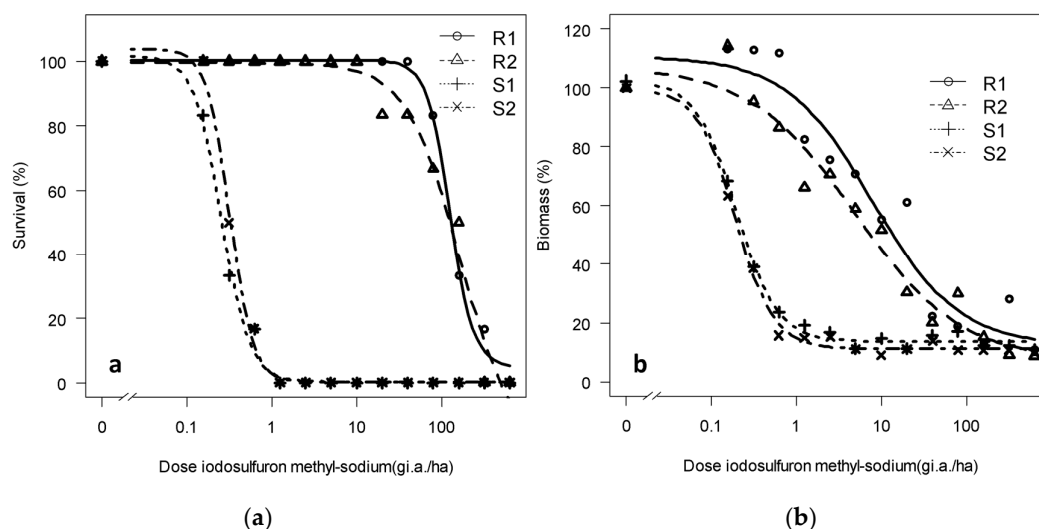 R1
R2
S1
S2
Survival (%)
100
80
60
40
20
0
a
0 0.1 1 10 100
Dose iodosulfuron methyl-sodium(gi.a./ha)
(a)
R1
R2
S1
S2
Biomass (%)
120
100
80
60
40
20
0
b
0 0.1 1 10 100
Dose iodosulfuron methyl-sodium(gi.a./ha)
(b)